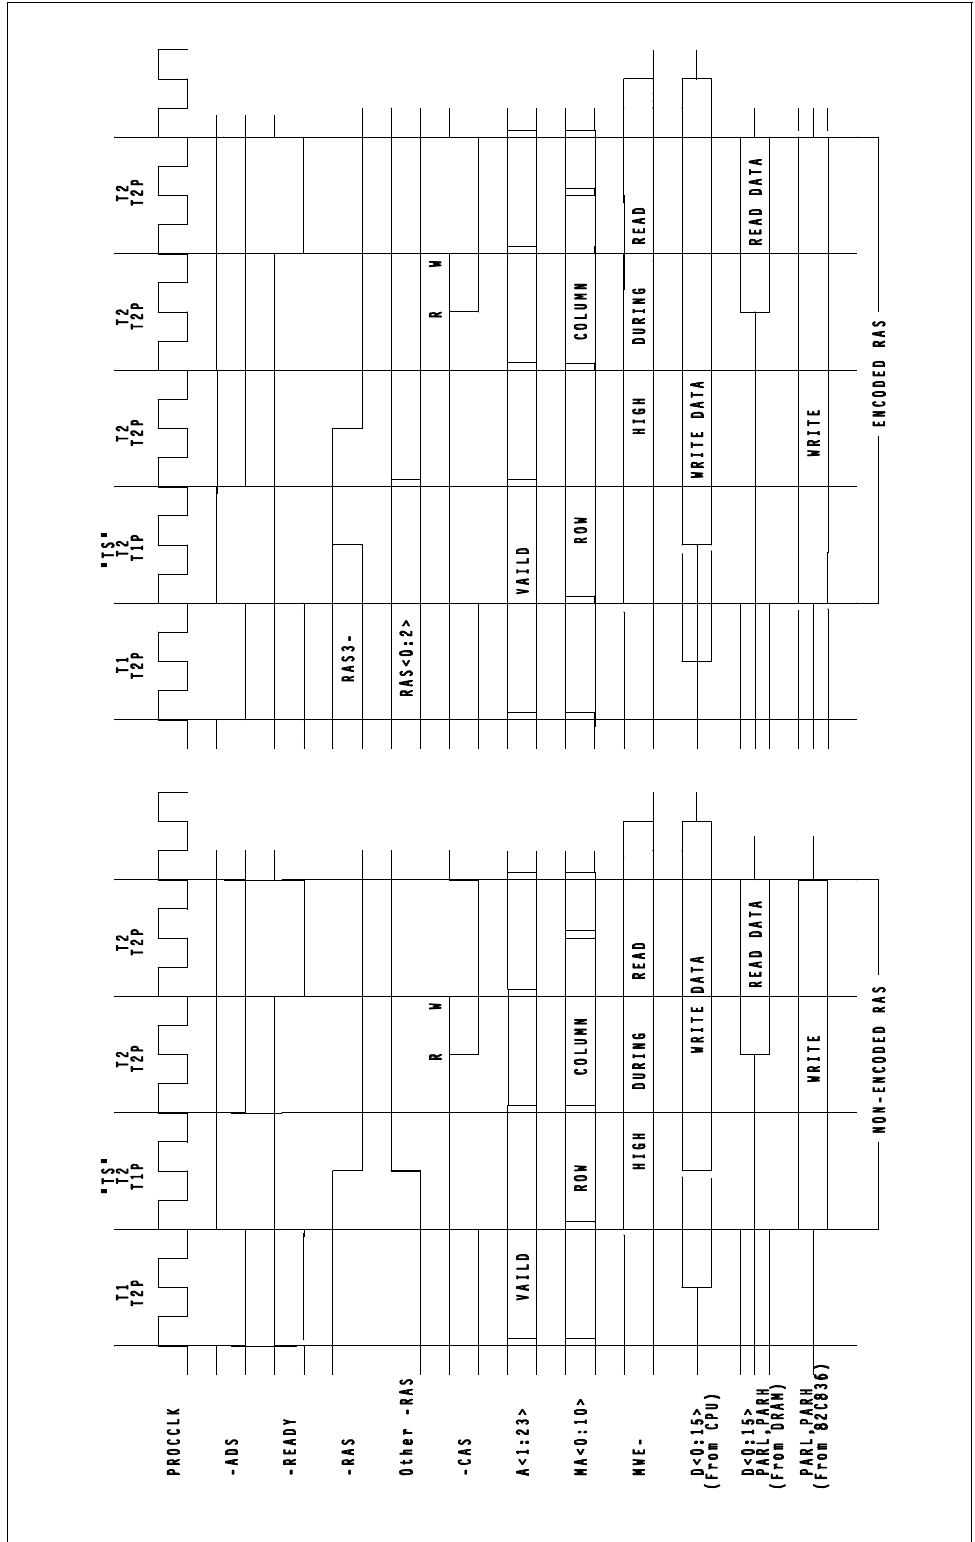 PROCCLK
-ADS
-READY
-RAS
Other -RAS
-CAS
A<1:23>
MA<0:10>
MWE-
D<0:15>
(From CPU)
D<0:15>
PARL,PARH
(From DRAM)
PARL,PARH
(From 82C836)
T1
T2P
"TS"
T2
T1P
T2
T2P
T2
T2P
R W
VAILD
ROW COLUMN
HIGH DURING READ
WRITE DATA
READ DATA
WRITE
NON-ENCODED RAS
T1
T2P
"TS"
T2
T1P
T2
T2P
T2
T2P
T2
T2P
RAS3-
RAS<0:2>
R W
VAILD
ROW COLUMN
HIGH DURING READ
WRITE DATA
READ DATA
WRITE
ENCODED RAS